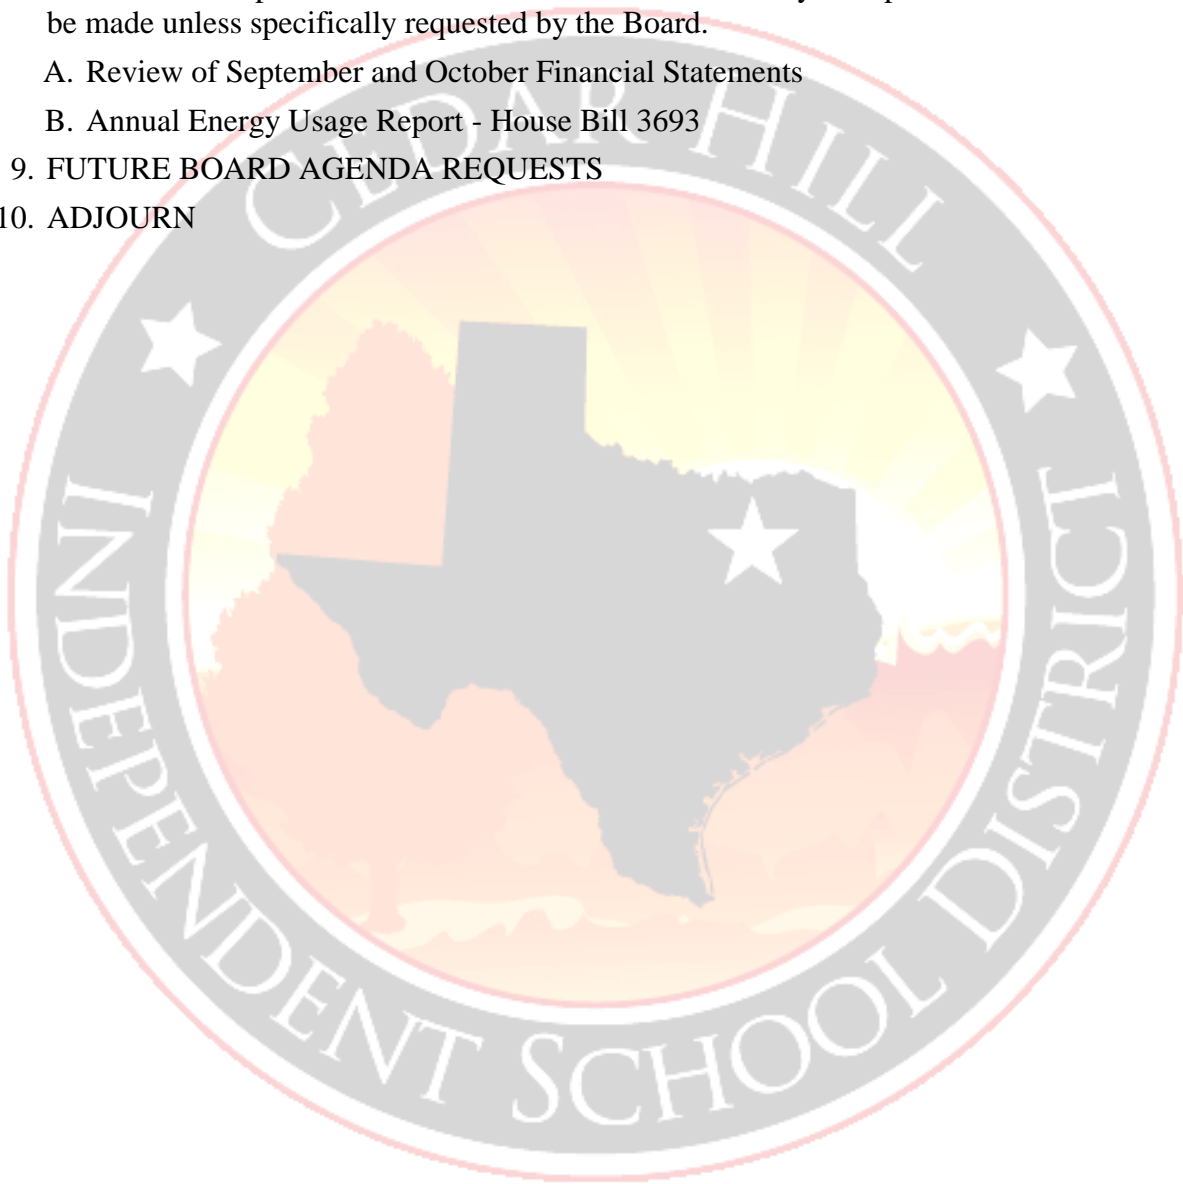 be made unless specifically requested by the Board.
A. Review of September and October Financial Statements
B. Annual Energy Usage Report - House Bill 3693
9. FUTURE BOARD AGENDA REQUESTS
10. ADJOURN
CEDAR HILL
INDEPENDENT SCHOOL DISTRICT